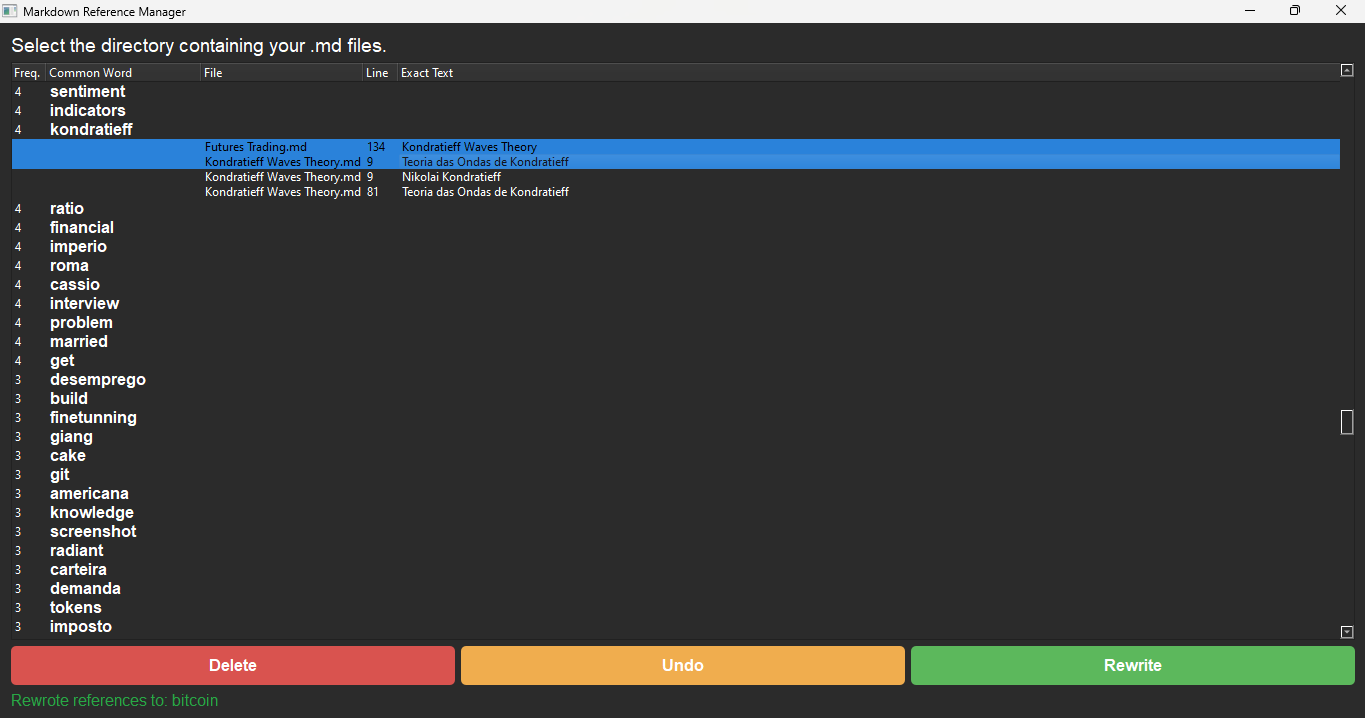 Markdown Reference Manager
Select the directory containing your .md files.
Freq. Common Word File Line Exact Text
4 sentiment
4 indicators
4 kondratieff
Futures Trading.md 134 Kondratieff Waves Theory
Kondratieff Waves Theory.md 9 Teoria das Ondas de Kondratieff
Kondratieff Waves Theory.md 9 Nikolai Kondratieff
Kondratieff Waves Theory.md 81 Teoria das Ondas de Kondratieff
4 ratio
4 financial
4 imperio
4 roma
4 cassio
4 interview
4 problem
4 married
4 get
3 desemprego
3 build
3 finetunning
3 giang
3 cake
3 git
3 americana
3 knowledge
3 screenshot
3 radiant
3 carteira
3 demanda
3 tokens
3 imposto
Delete Undo Rewrite
Rewrote references to: bitcoin